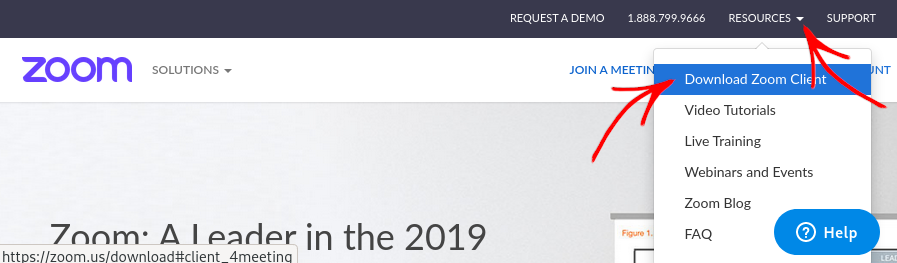 REQUEST A DEMO 1.888.799.9666 RESOURCES SUPPORT
zoom SOLUTIONS JOIN A MEETIN UNT
Download Zoom Client
Video Tutorials
Live Training
Webinars and Events
Zoom Blog
FAQ
Zoom: A Leader in the 2019
Figure 1.
Help
LEAD
https://zoom.us/download#client_4meeting